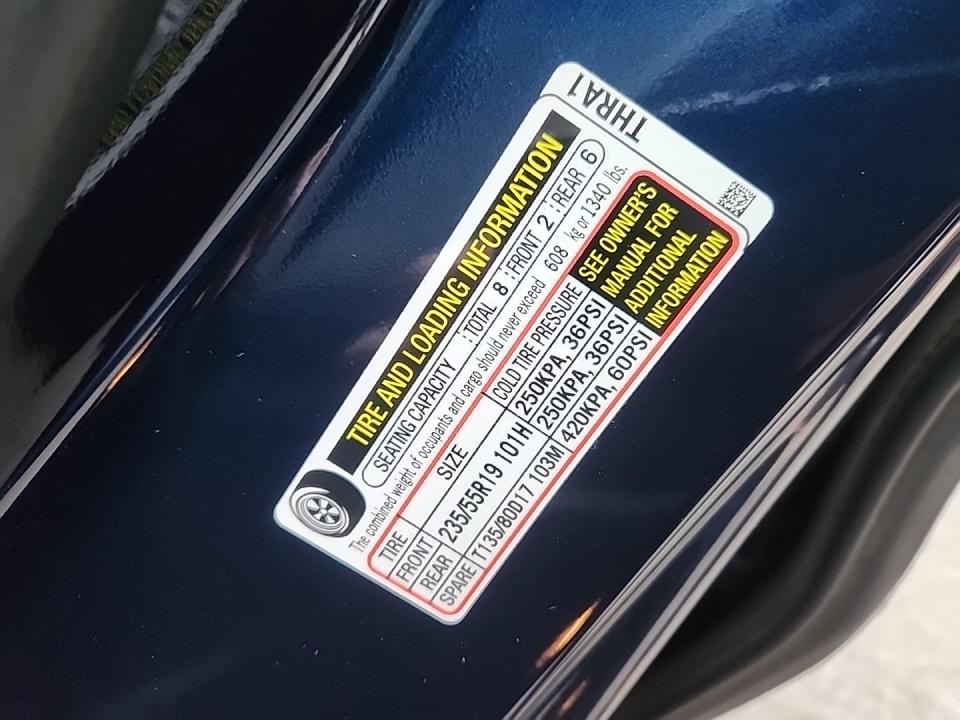 THRA1
TIRE AND LOADING INFORMATION
SEATING CAPACITY : TOTAL 8 : FRONT 2 : REAR 6
The combined weight of occupants and cargo should never exceed 608 kg or 1340 lbs.
TIRE SIZE COLD TIRE PRESSURE
FRONT 235/55R19 101H 250KPA, 36PSi
REAR 250KPA, 36PSi
SPARE T135/80D17 103M 420KPA, 60PSi
SEE OWNER'S
MANUAL FOR
ADDITIONAL
INFORMATION